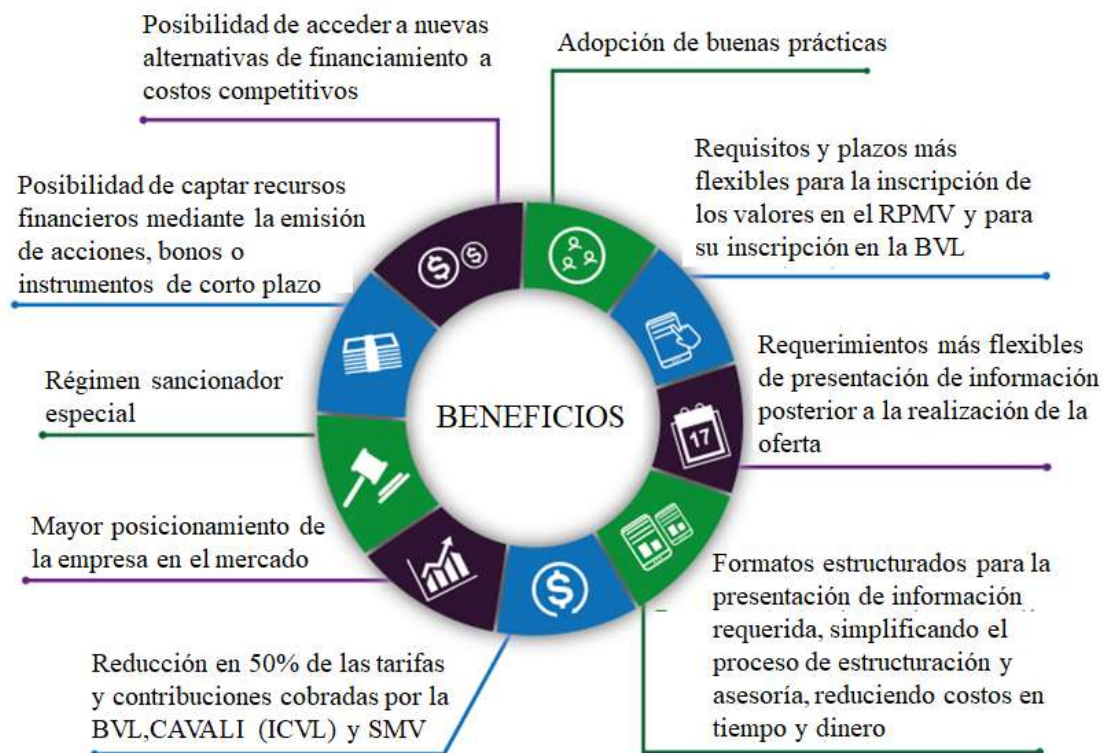 Posibilidad de acceder a nuevas
alternativas de financiamiento a
costos competitivos
Adopción de buenas prácticas
Requisitos y plazos más
flexibles para la inscripción de
los valores en el RPMV y para
su inscripción en la BVL
Posibilidad de captar recursos
financieros mediante la emisión
de acciones, bonos o
instrumentos de corto plazo
Requerimientos más flexibles
de presentación de información
posterior a la realización de la
oferta
17
Régimen sancionador
especial
BENEFICIOS
Mayor posicionamiento de
la empresa en el mercado
Formatos estructurados para la
presentación de información
requerida, simplificando el
proceso de estructuración y
asesoría, reduciendo costos en
tiempo y dinero
Reducción en 50% de las tarifas
y contribuciones cobradas por la
BVL,CAVALI (ICVL) y SMV